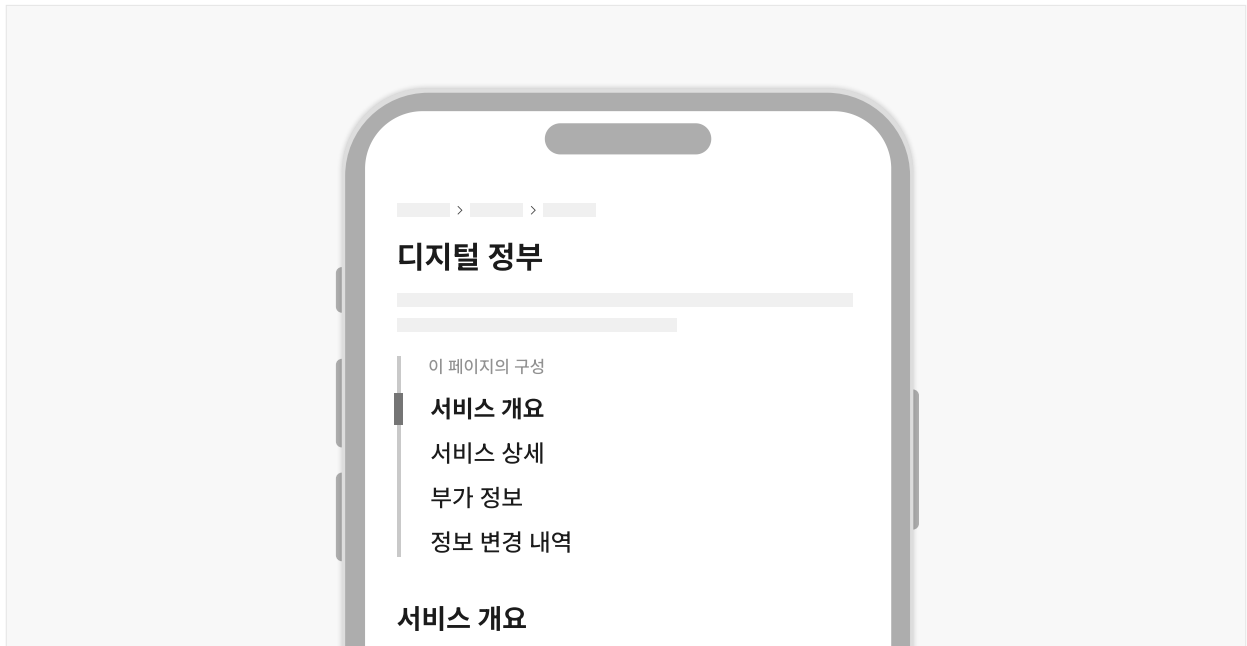 디지털 정부
이 페이지의 구성
서비스 개요
서비스 상세
부가 정보
정보 변경 내역
서비스 개요